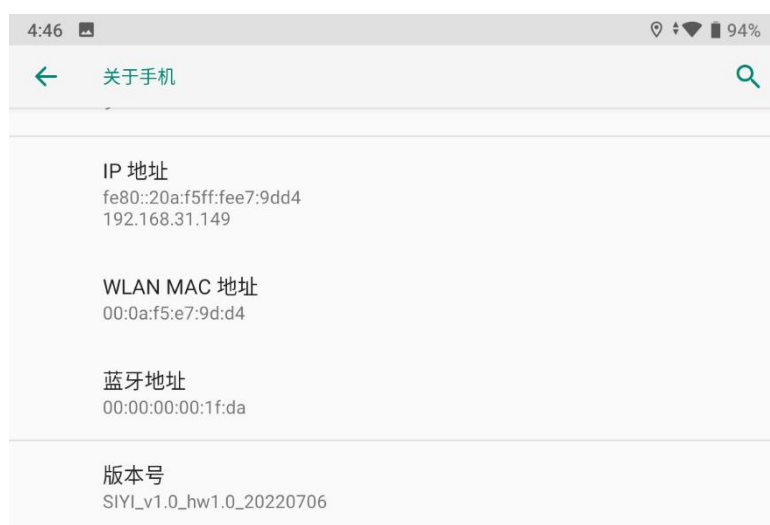 4:46 94%
关于手机
IP 地址
fe80::20a:f5ff:fee7:9dd4
192.168.31.149
WLAN MAC 地址
00:0a:f5:e7:9d:d4
蓝牙地址
00:00:00:00:1f:da
版本号
SIYI_v1.0_hw1.0_20220706